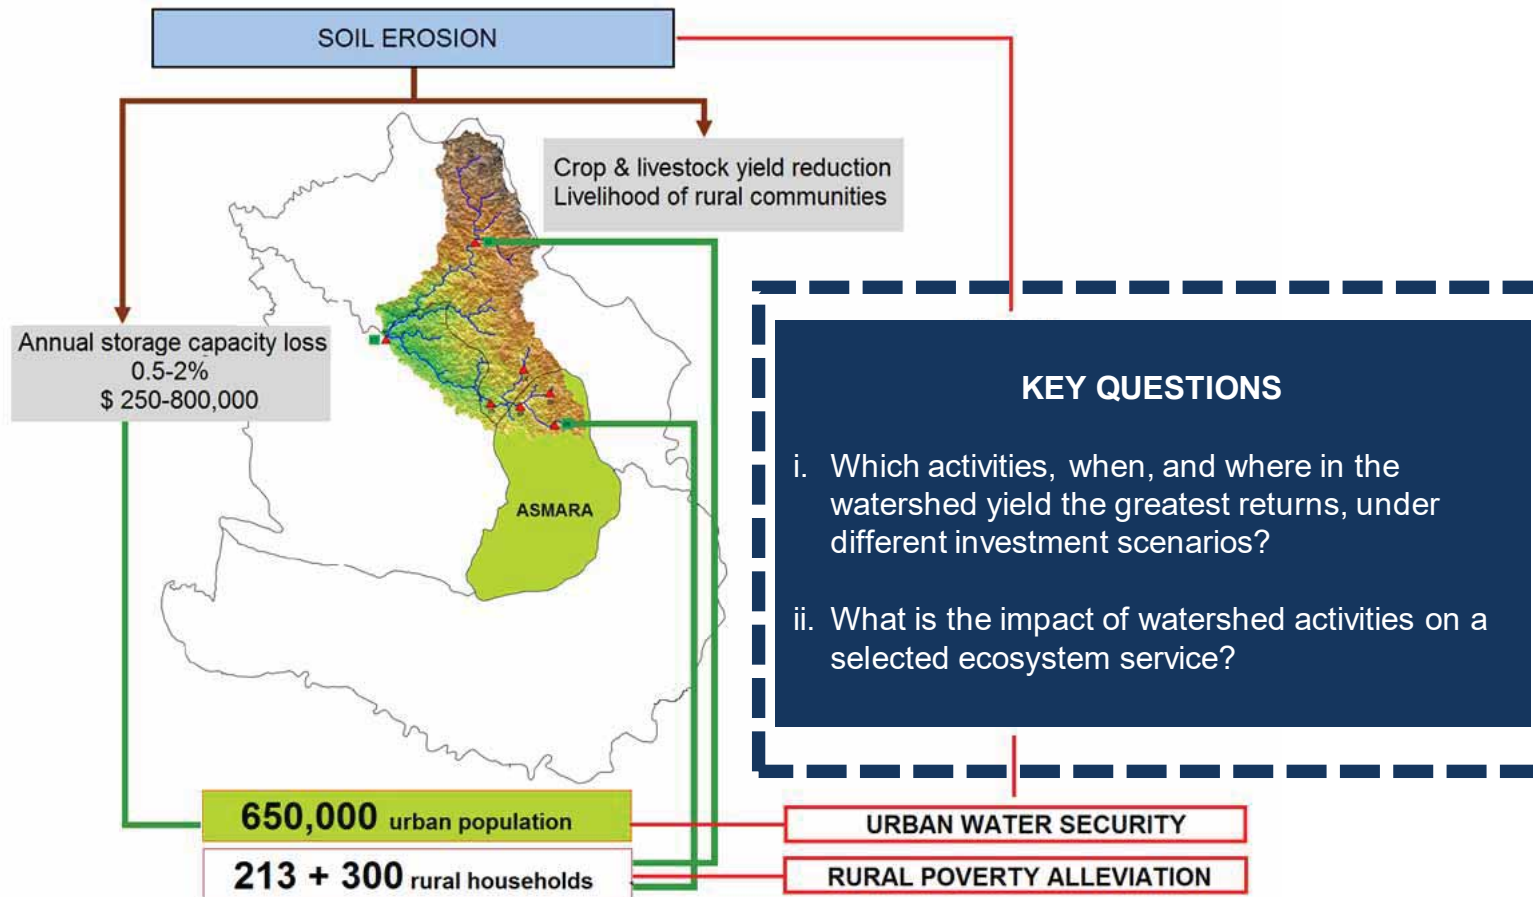 SOIL EROSION
Crop & livestock yield reduction
Livelihood of rural communities
Annual storage capacity loss
0.5-2%
$ 250-800,000
ASMARA
KEY QUESTIONS
i. Which activities, when, and where in the
watershed yield the greatest returns, under
different investment scenarios?
ii. What is the impact of watershed activities on a
selected ecosystem service?
650,000 urban population
URBAN WATER SECURITY
213 + 300 rural households
RURAL POVERTY ALLEVIATION